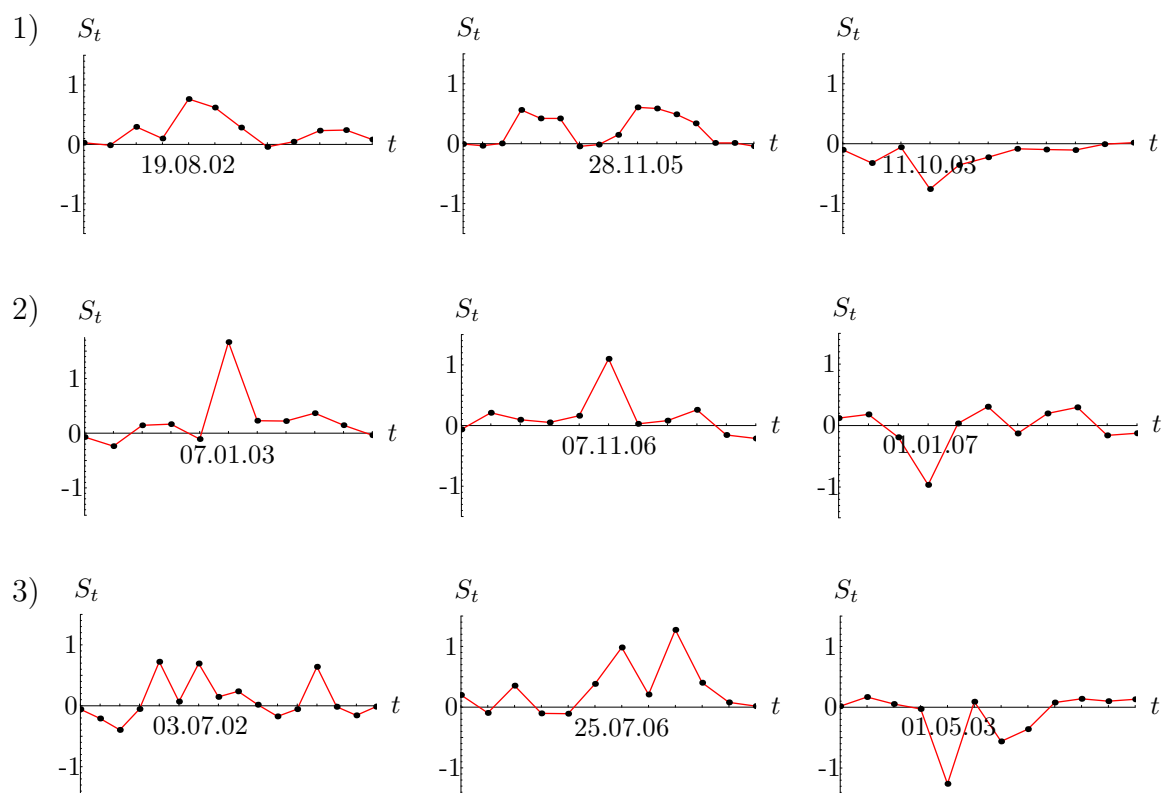 1) S_t S_t S_t
1 1 1
0 t 0 t 0 t
19.08.02 28.11.05 11.10.03
-1 -1 -1
2) S_t S_t S_t
1 1 1
0 t 0 t 0 t
07.01.03 07.11.06 01.01.07
-1 -1 -1
3) S_t S_t S_t
1 1 1
0 t 0 t 0 t
03.07.02 25.07.06 01.05.03
-1 -1 -1